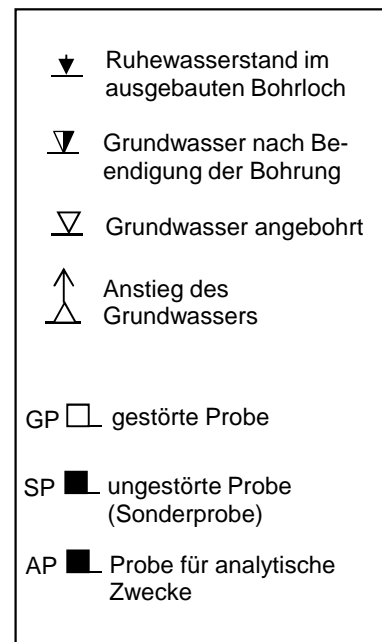 Ruhewasserstand im
ausgebauten Bohrloch
Grundwasser nach Be-
endigung der Bohrung
Grundwasser angebohrt
Anstieg des
Grundwassers
GP gestörte Probe
SP ungestörte Probe
(Sonderprobe)
AP Probe für analytische
Zwecke